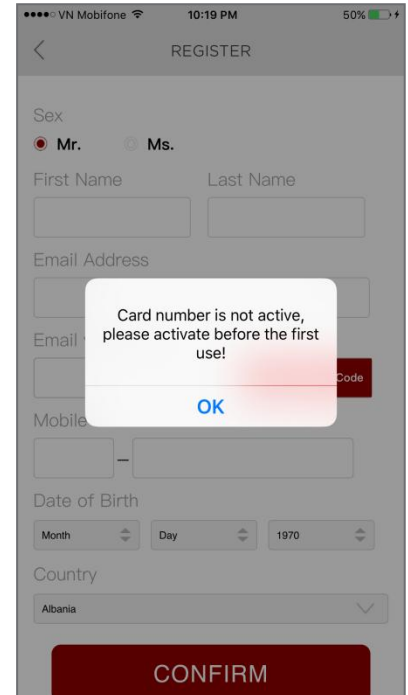 VN Mobifone 10:19 PM 50%
REGISTER
Sex
Mr. Ms.
First Name Last Name
Email Address
Card number is not active,
please activate before the first
use!
Email
Code
OK
Mobile
–
Date of Birth
Month Day 1970
Country
Albania
CONFIRM